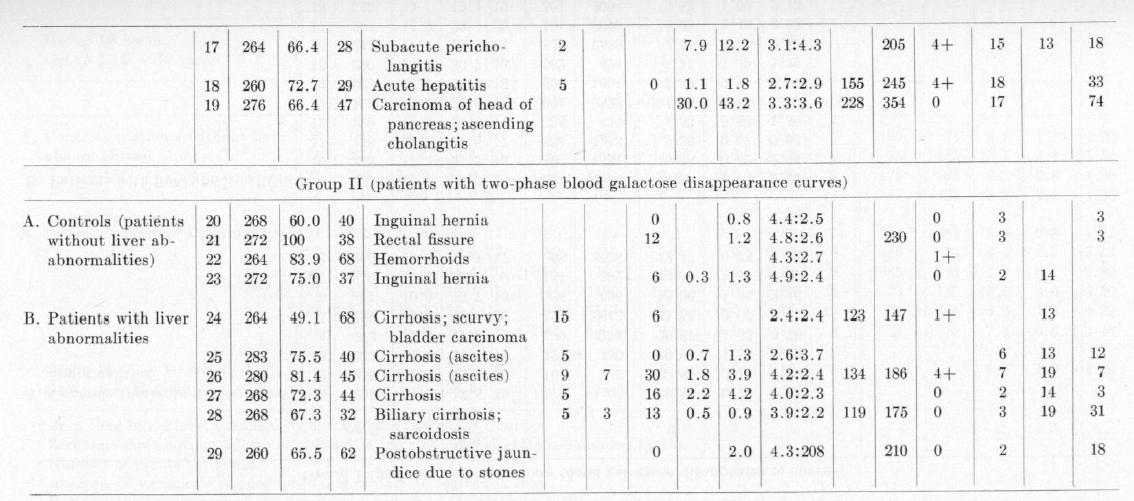 17 264 66.4 28 Subacute pericho- 2 7.9 12.2 3.1:4.3 205 4+ 15 13 18
langitis
18 260 72.7 29 Acute hepatitis 5 0 1.1 1.8 2.7:2.9 155 245 4+ 18 33
19 276 66.4 47 Carcinoma of head of 30.0 43.2 3.3:3.6 228 354 0 17 74
pancreas; ascending
cholangitis
Group II (patients with two-phase blood galactose disappearance curves)
A. Controls (patients 20 268 60.0 40 Inguinal hernia 0 0.8 4.4:2.5 0 3 3
without liver ab- 21 272 100 38 Rectal fissure 12 1.2 4.8:2.6 230 0 3 3
abnormalities) 22 264 83.9 68 Hemorrhoids 4.3:2.7 1+
23 272 75.0 37 Inguinal hernia 6 0.3 1.3 4.9:2.4 0 2 14
B. Patients with liver 24 264 49.1 68 Cirrhosis; scurvy; 15 6 2.4:2.4 123 147 1+ 13
abnormalities bladder carcinoma
25 283 75.5 40 Cirrhosis (ascites) 5 0 0.7 1.3 2.6:3.7 6 13 12
26 280 81.4 45 Cirrhosis (ascites) 9 7 30 1.8 3.9 4.2:2.4 134 186 4+ 7 19 7
27 268 72.3 44 Cirrhosis 5 16 2.2 4.2 4.0:2.3 0 2 14 3
28 268 67.3 32 Biliary cirrhosis; 5 3 13 0.5 0.9 3.9:2.2 119 175 0 3 19 31
sarcoidosis
29 260 65.5 62 Postobstructive jaun- 0 2.0 4.3:208 210 0 2 18
dice due to stones